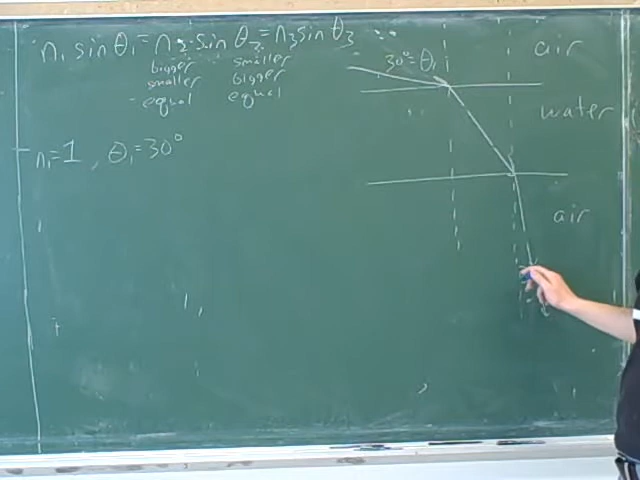 n₁ sin θ₁ = n₂ · sin θ₂ = n₃ sin θ₃ ..
bigger smaller
smaller bigger
equal equal
n₁=1, θ₁=30°
30°=θ₁
air
water
air